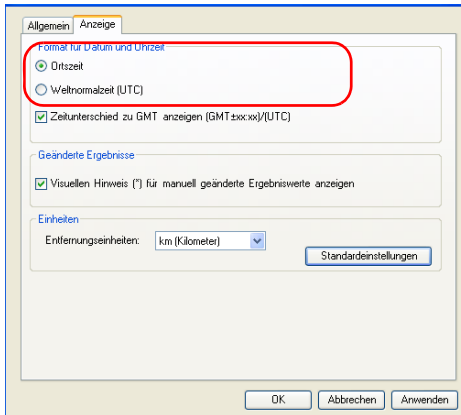 Allgemein Anzeige
Format für Datum und Uhrzeit
Ortszeit
Weltnormalzeit (UTC)
Zeitunterschied zu GMT anzeigen (GMT±xx:xx)/(UTC)
Geänderte Ergebnisse
Visuellen Hinweis (*) für manuell geänderte Ergebniswerte anzeigen
Einheiten
Entfernungseinheiten: km (Kilometer)
Standardeinstellungen
OK Abbrechen Anwenden